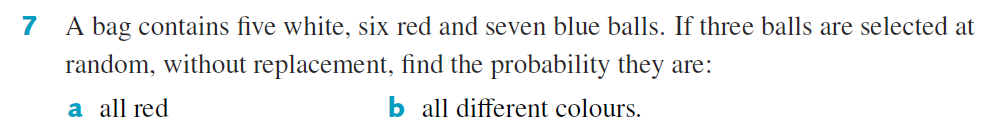 7 A bag contains five white, six red and seven blue balls. If three balls are selected at
random, without replacement, find the probability they are:
a all red b all different colours.